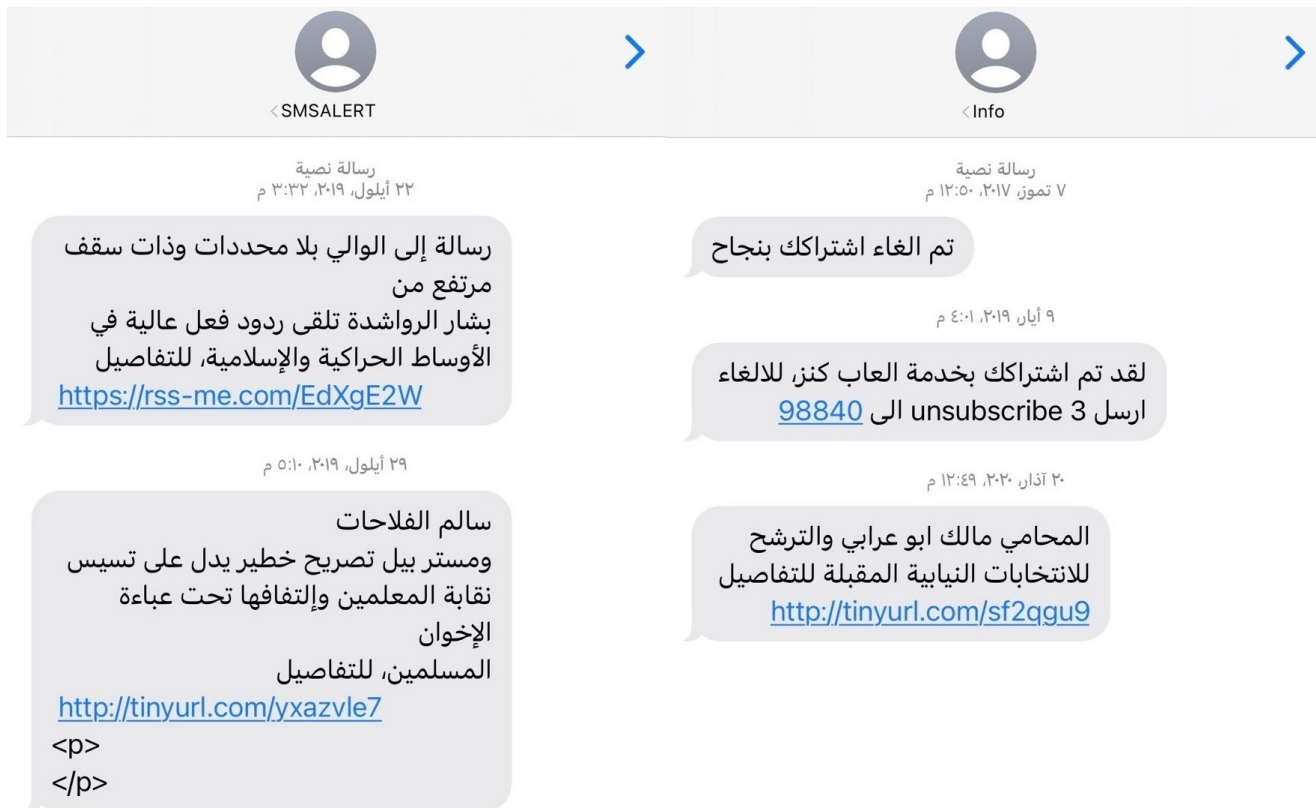 SMSALERT
رسالة نصية
٢٢ أيلول، ٢٠١٩، ٣:٣٢ م
رسالة إلى الوالي بلا محددات وذات سقف
مرتفع من
بشار الرواشدة تلقى ردود فعل عالية في
الأوساط الحراكية والإسلامية، للتفاصيل
https://rss-me.com/EdXgE2W
٢٩ أيلول، ٢٠١٩، ٥:١٠ م
سالم الفلاحات
ومستر بيل تصريح خطير يدل على تسيس
نقابة المعلمين وإلتفافها تحت عباءة
الإخوان
المسلمين، للتفاصيل
http://tinyurl.com/yxazvle7
<p>
</p>
Info
رسالة نصية
٧ تموز، ٢٠١٧، ١٢:٥٠ م
تم الغاء اشتراكك بنجاح
٩ أيار، ٢٠١٩، ٤:٠١ م
لقد تم اشتراكك بخدمة العاب كنز، للالغاء
ارسل unsubscribe 3 الى 98840
٢٠ آذار، ٢٠٢٠، ١٢:٤٩ م
المحامي مالك ابو عرابي والترشح
للانتخابات النيابية المقبلة للتفاصيل
http://tinyurl.com/sf2qgu9